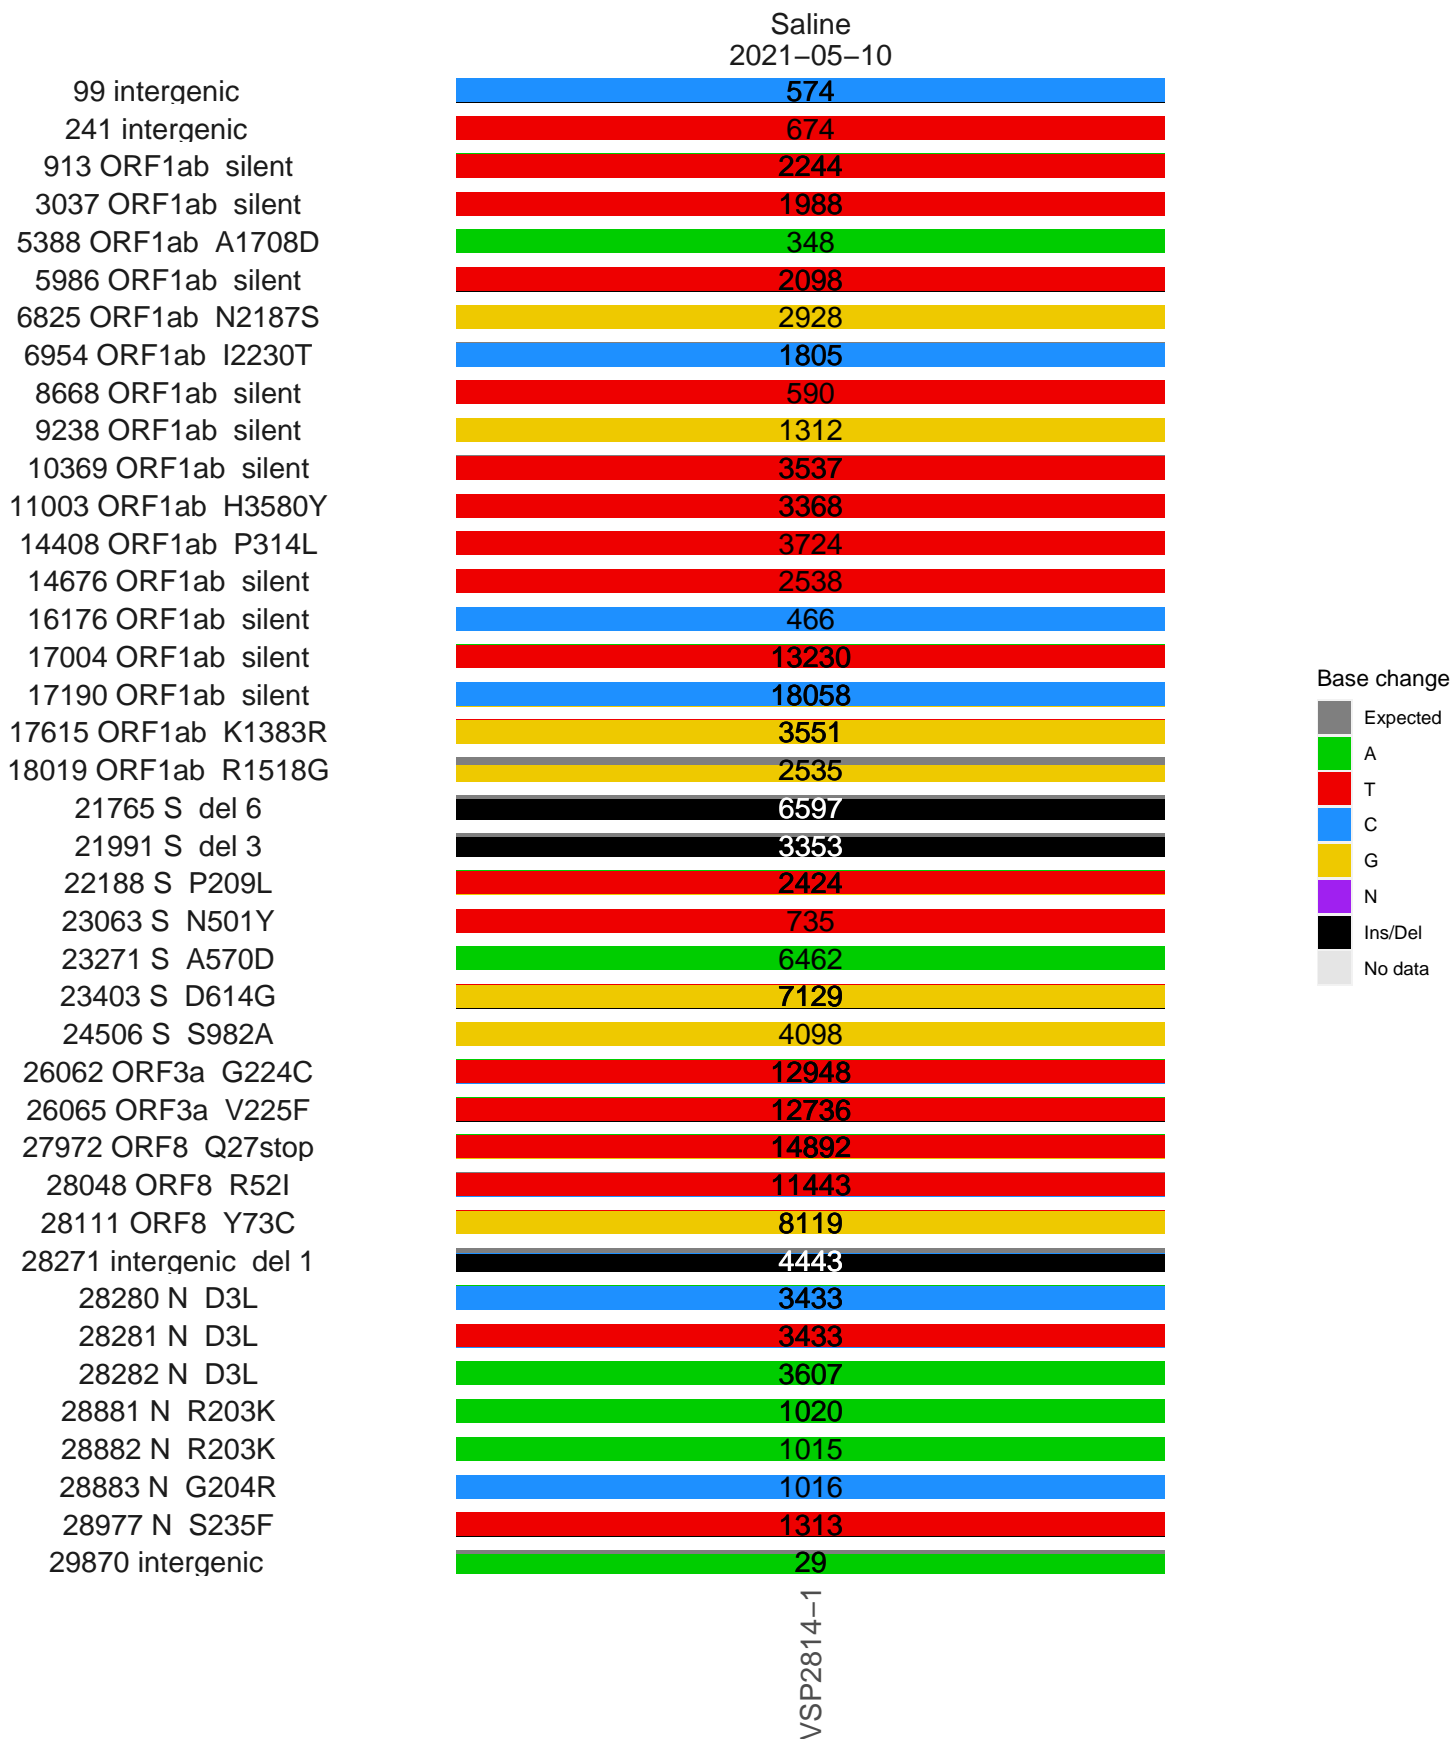 Saline
2021−05−10
99 intergenic 574
241 intergenic 674
913 ORF1ab silent 2244
3037 ORF1ab silent 1988
5388 ORF1ab A1708D 348
5986 ORF1ab silent 2098
6825 ORF1ab N2187S 2928
6954 ORF1ab I2230T 1805
8668 ORF1ab silent 590
9238 ORF1ab silent 1312
10369 ORF1ab silent 3537
11003 ORF1ab H3580Y 3368
14408 ORF1ab P314L 3724
14676 ORF1ab silent 2538
16176 ORF1ab silent 466
17004 ORF1ab silent 13230
17190 ORF1ab silent 18058
17615 ORF1ab K1383R 3551
18019 ORF1ab R1518G 2535
21765 S del 6 6597
21991 S del 3 3353
22188 S P209L 2424
23063 S N501Y 735
23271 S A570D 6462
23403 S D614G 7129
24506 S S982A 4098
26062 ORF3a G224C 12948
26065 ORF3a V225F 12736
27972 ORF8 Q27stop 14892
28048 ORF8 R52I 11443
28111 ORF8 Y73C 8119
28271 intergenic del 1 4443
28280 N D3L 3433
28281 N D3L 3433
28282 N D3L 3607
28881 N R203K 1020
28882 N R203K 1015
28883 N G204R 1016
28977 N S235F 1313
29870 intergenic 29
VSP2814−1
Base change
Expected
A
T
C
G
N
Ins/Del
No data